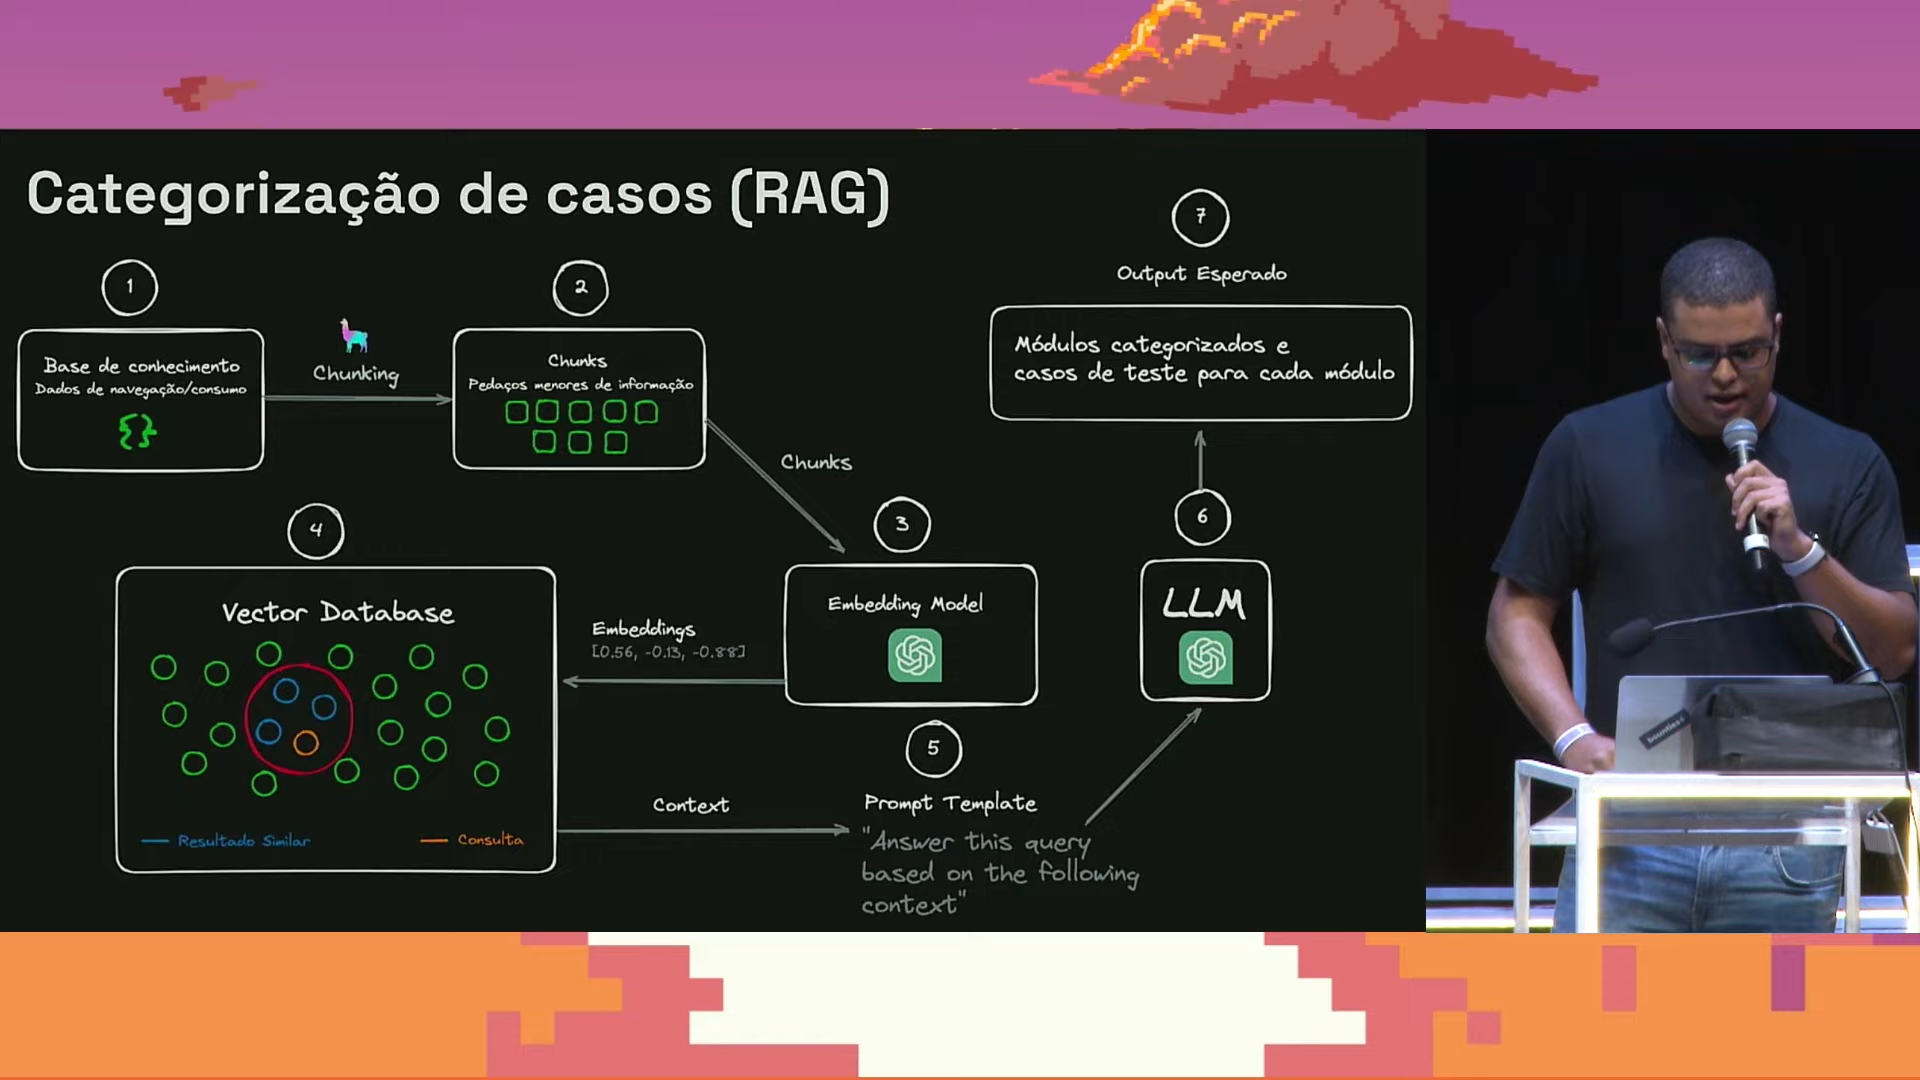 Categorização de casos (RAG)
1
Base de conhecimento
Dados de navegação/consumo
{}
Chunking
2
Chunks
Pedaços menores de informação
Chunks
3
Embedding Model
Embeddings
[0.56, -0.13, -0.88]
4
Vector Database
Resultado Similar
Consulta
Context
5
Prompt Template
"Answer this query
based on the following
context"
6
LLM
7
Output Esperado
Módulos categorizados e
casos de teste para cada módulo